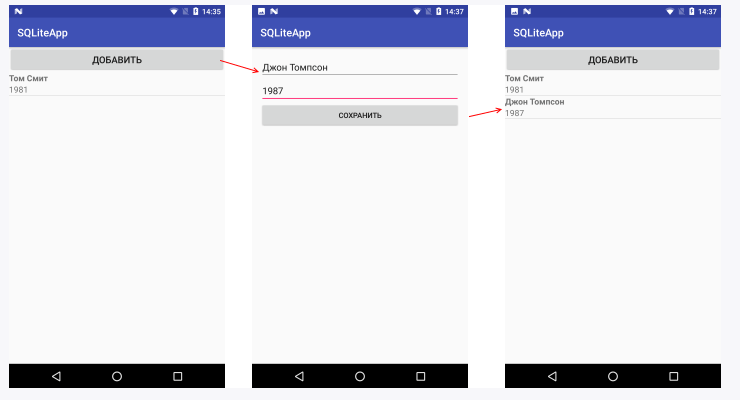 14:35
SQLiteApp
ДОБАВИТЬ
Том Смит
1981
14:37
SQLiteApp
Джон Томпсон
1987
СОХРАНИТЬ
14:37
SQLiteApp
ДОБАВИТЬ
Том Смит
1981
Джон Томпсон
1987